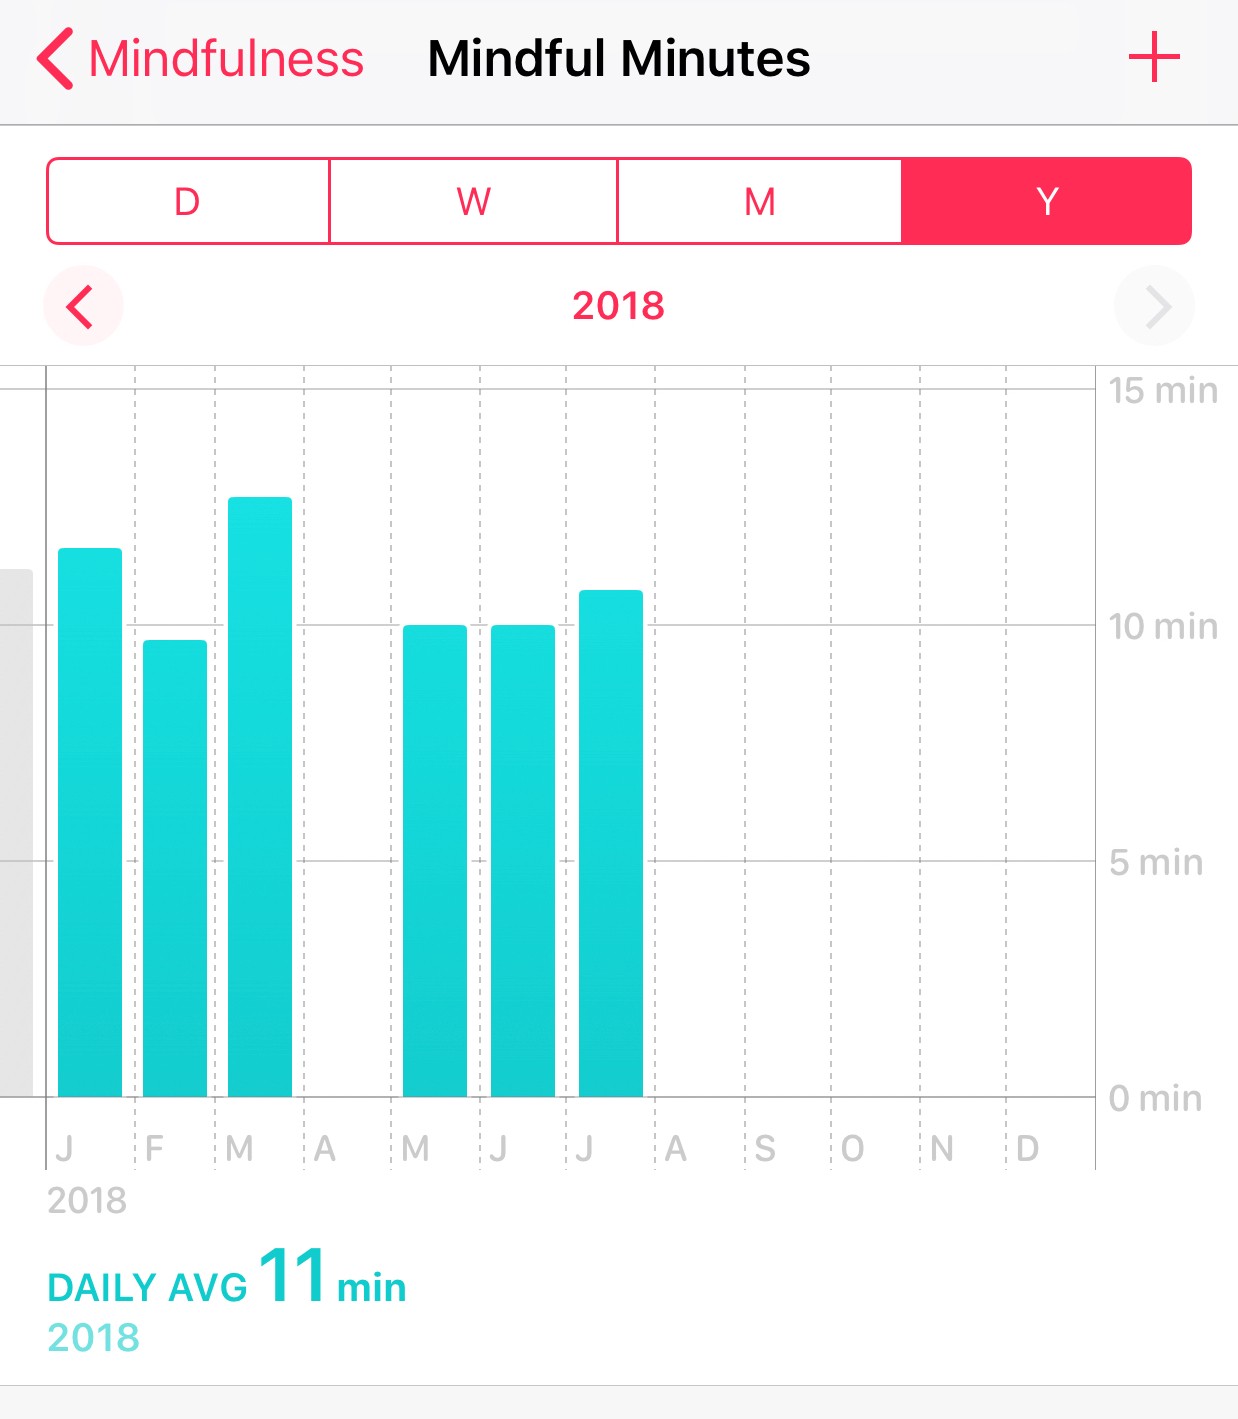 Mindfulness Mindful Minutes +
D W M Y
2018
15 min
10 min
5 min
0 min
J F M A M J J A S O N D
2018
DAILY AVG 11 min
2018